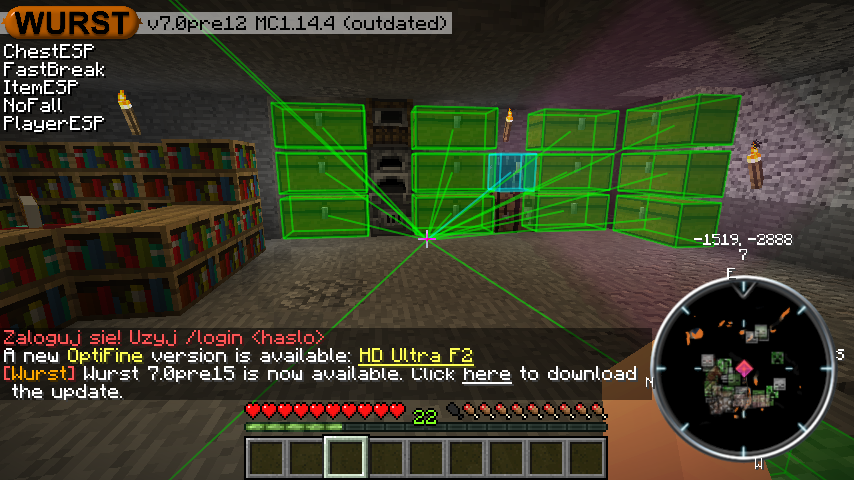 WURST v7.0pre12 MC1.14.4 (outdated)
ChestESP
FastBreak
ItemESP
NoFall
PlayerESP
-1519, -2888
7
E
S
N
W
Zaloguj sie! Uzyj /login <haslo>
A new OptiFine version is available: HD Ultra F2
[Wurst] Wurst 7.0pre15 is now available. Click here to download
the update.
22